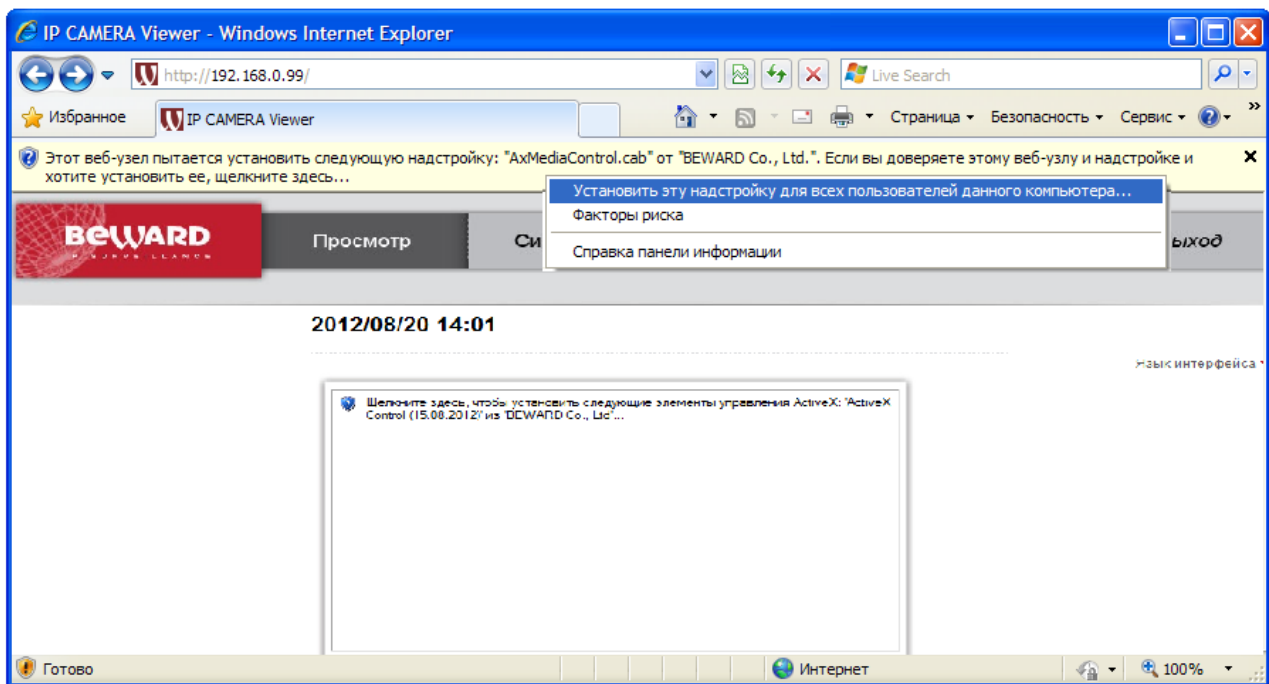 IP CAMERA Viewer - Windows Internet Explorer
http://192.168.0.99/
Live Search
Избранное
IP CAMERA Viewer
Страница
Безопасность
Сервис
Этот веб-узел пытается установить следующую надстройку: "AxMediaControl.cab" от "BEWARD Co., Ltd.". Если вы доверяете этому веб-узлу и надстройке и
хотите установить ее, щелкните здесь...
Установить эту надстройку для всех пользователей данного компьютера...
Факторы риска
Справка панели информации
BEWARD
Просмотр
Си
ыход
2012/08/20 14:01
Язык интерфейса
Щелкните здесь, чтобы установить следующие элементы управления ActiveX: 'ActiveX
Control (15.08.2012)' из 'BEWARD Co., Ltd'...
Готово
Интернет
100%